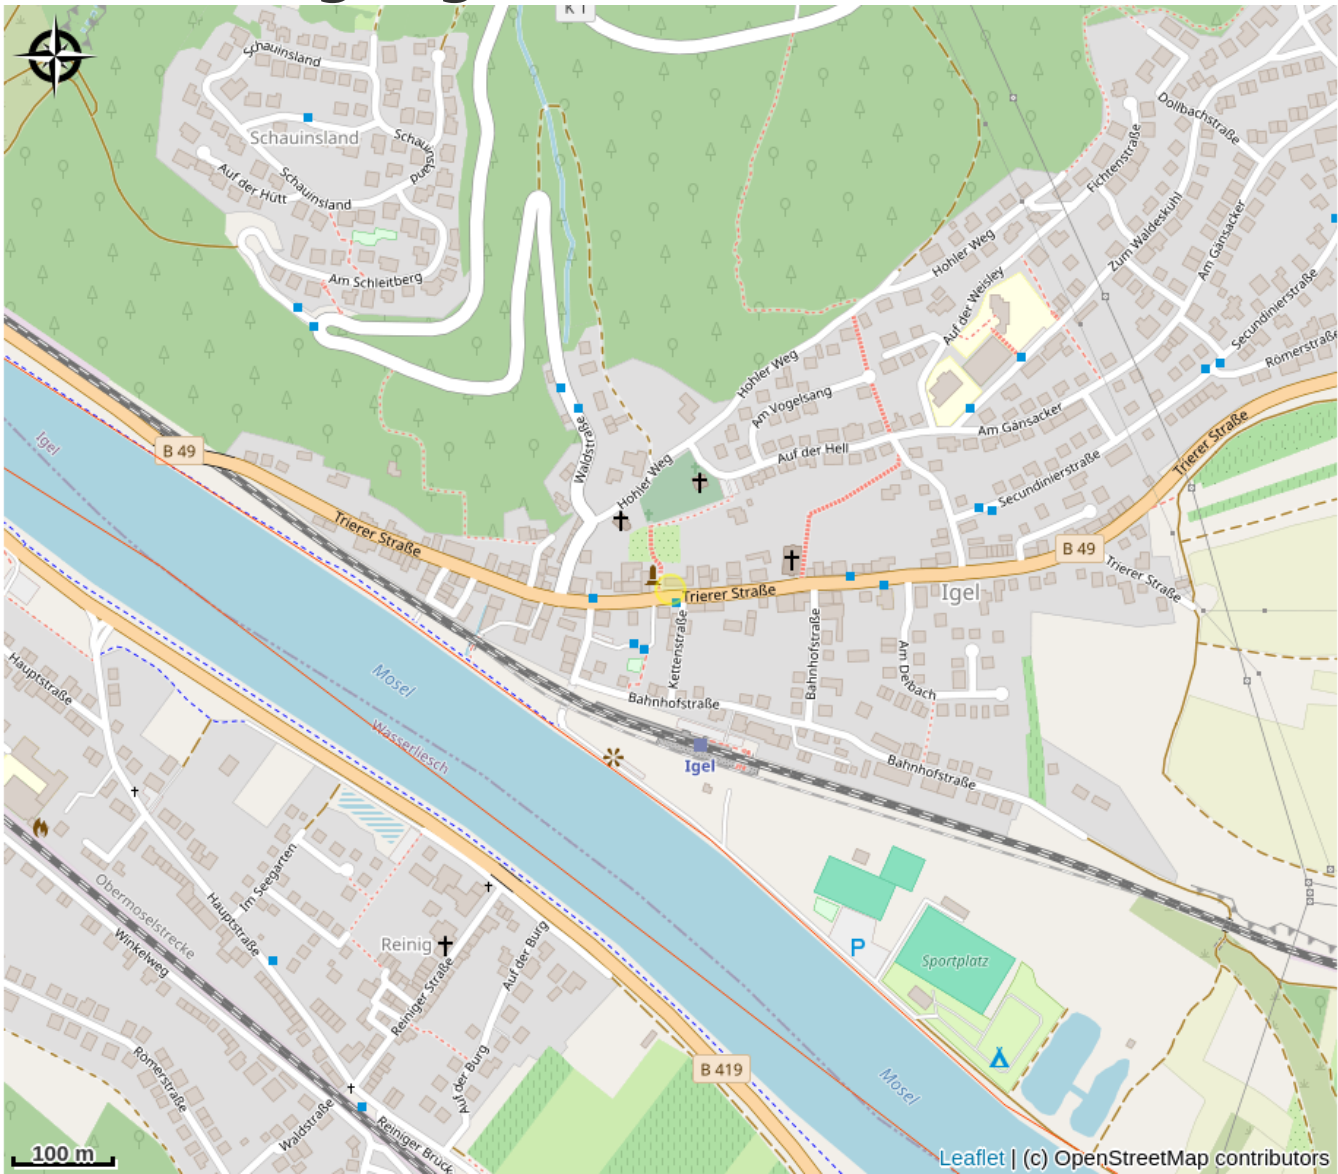 K 1
Schauinsland
Schauinsland
Schauinsland
Auf der Hütt
Schauinsland
Am Schleitberg
Dollbachstraße
Fichtenstraße
Zum Waldeskühl
Am Gänsacker
Hohler Weg
Auf der Weisley
Secundinierstraße
Römerstraße
Hohler Weg
Am Vogelsang
Am Gänsacker
Trierer Straße
Igel
B 49
Waldstraße
Hohler Weg
Auf der Hell
Secundinierstraße
Trierer Straße
B 49
Trierer Straße
Trierer Straße
Igel
Kettenstraße
Bahnhofstraße
Am Delbach
Hauptstraße
Mosel
Bahnhofstraße
Wasserliesch
Igel
Bahnhofstraße
Obermoselstrecke
Im Seegarten
Hauptstraße
Winkelweg
Reinig
Auf der Burg
P
Sportplatz
Reiniger Straße
Römerstraße
Auf der Burg
B 419
Mosel
Waldstraße
Reiniger Brück
100 m
Leaflet | (c) OpenStreetMap contributors